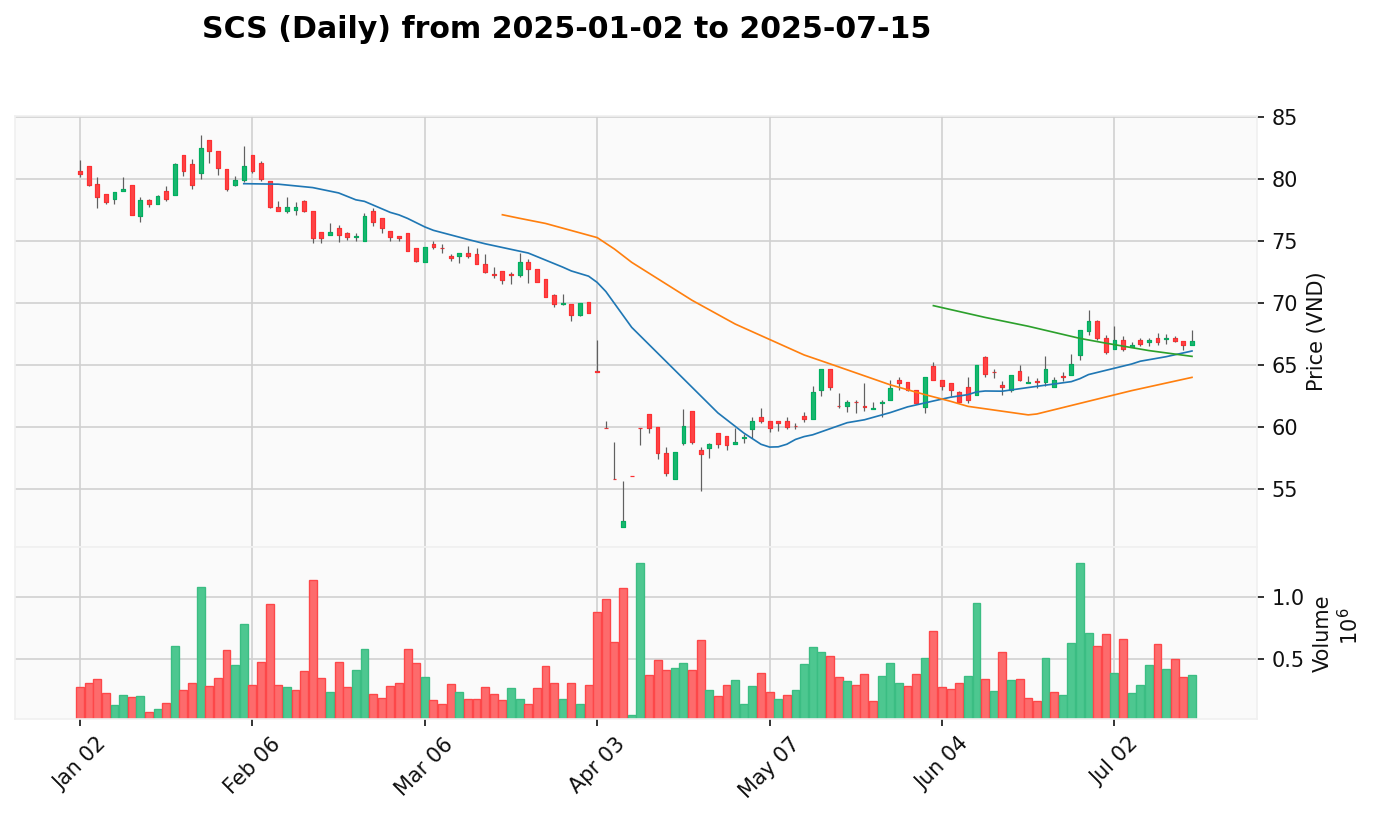 SCS (Daily) from 2025-01-02 to 2025-07-15
85
80
75
70
65
60
55
Price (VND)
1.0
0.5
Volume
10^6
Jan 02
Feb 06
Mar 06
Apr 03
May 07
Jun 04
Jul 02